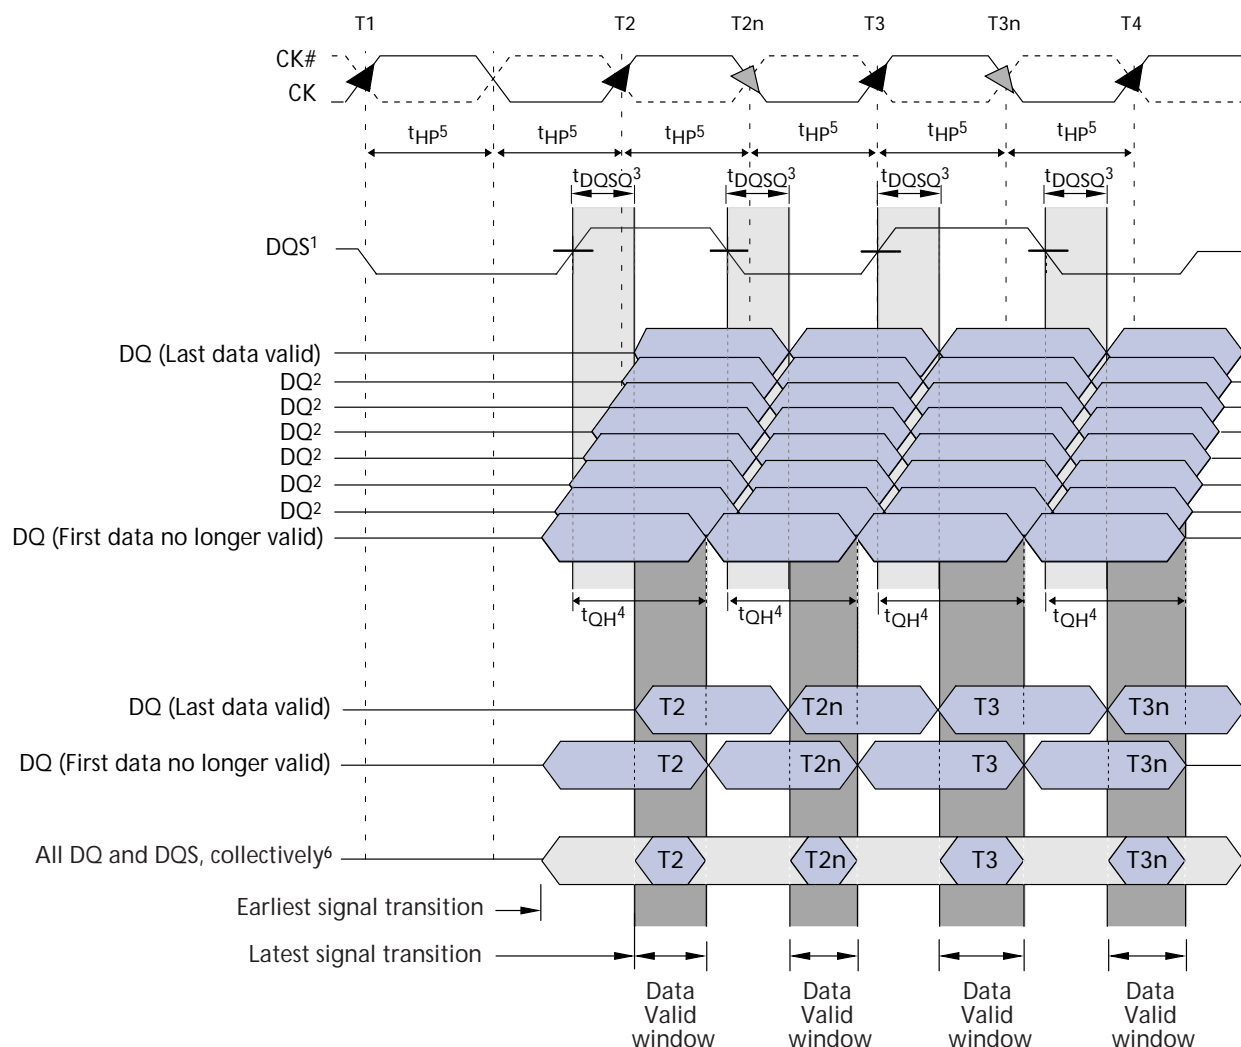 T1 T2 T2n T3 T3n T4
CK#
CK
tHP5 tHP5 tHP5 tHP5 tHP5 tHP5
tDQSQ3 tDQSQ3 tDQSQ3 tDQSQ3
DQS1
DQ (Last data valid)
DQ2
DQ2
DQ2
DQ2
DQ2
DQ2
DQ (First data no longer valid)
tQH4 tQH4 tQH4 tQH4
DQ (Last data valid) T2 T2n T3 T3n
DQ (First data no longer valid) T2 T2n T3 T3n
All DQ and DQS, collectively6 T2 T2n T3 T3n
Earliest signal transition
Latest signal transition
Data Valid window
Data Valid window
Data Valid window
Data Valid window